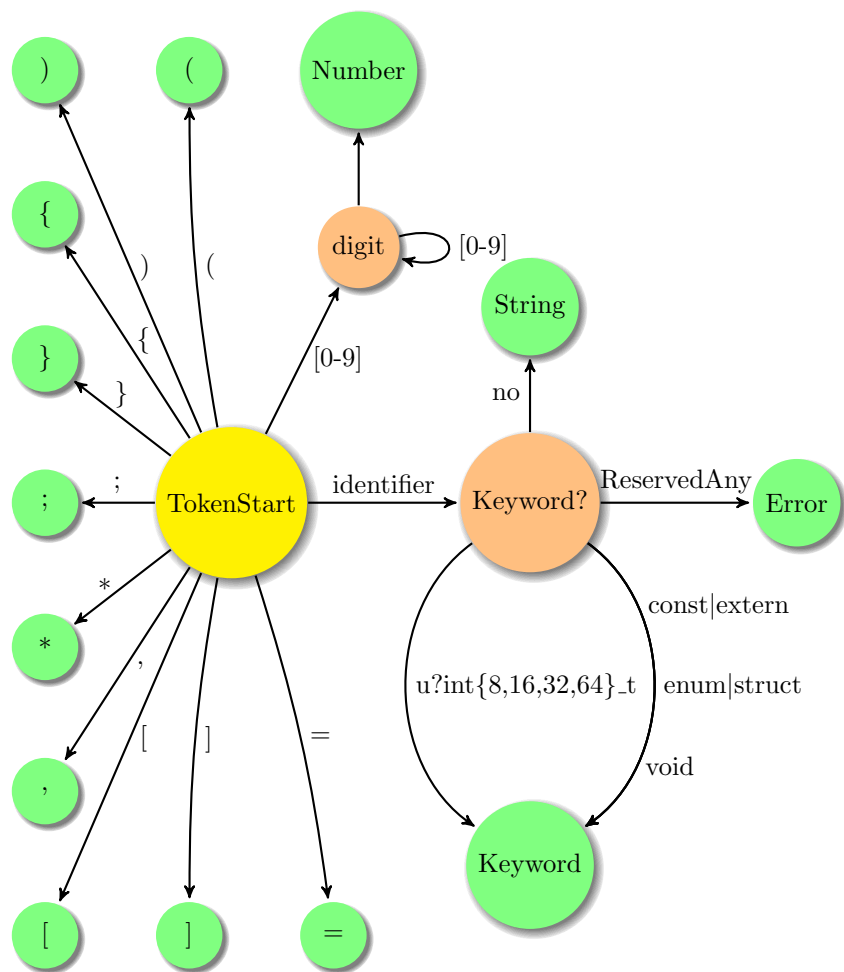 )
(
Number
{
digit
[0-9]
)
(
String
{
[0-9]
}
}
no
;
;
TokenStart
identifier
Keyword?
ReservedAny
Error
*
*
const|extern
,
u?int{8,16,32,64}_t
enum|struct
[
]
=
void
,
Keyword
[
]
=